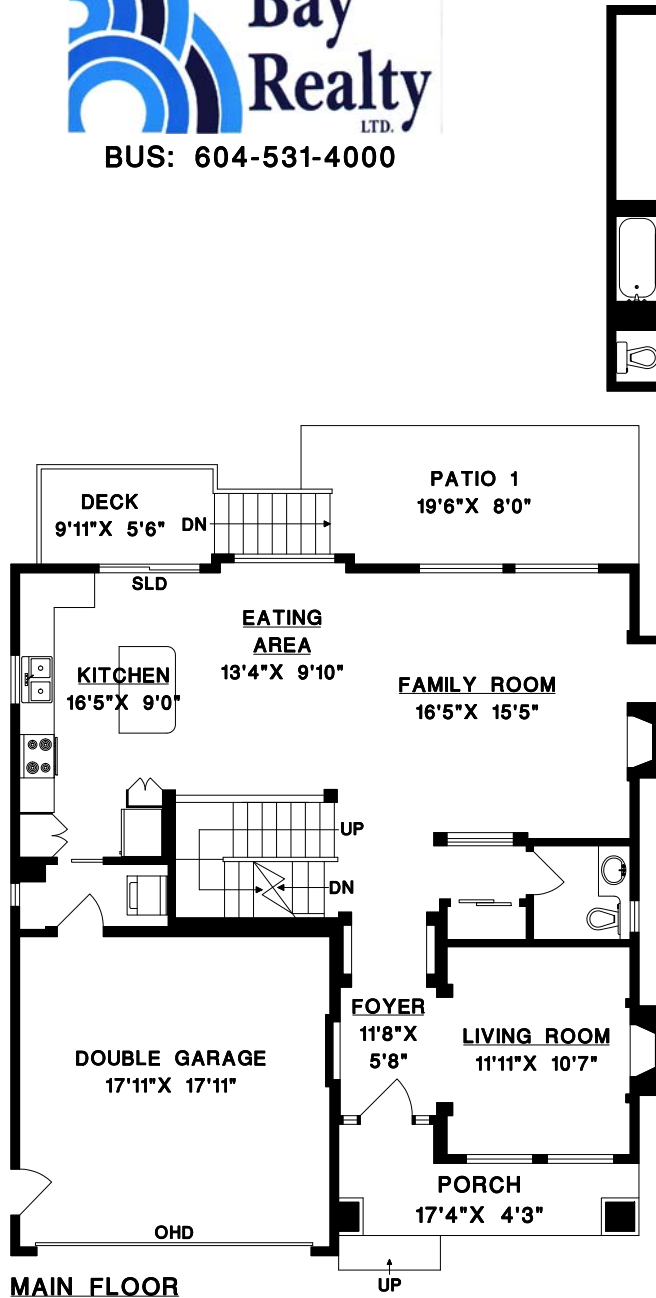 Bay
Realty
LTD.
BUS: 604-531-4000
PATIO 1
19'6"X 8'0"
DECK
9'11"X 5'6"
DN
SLD
EATING
AREA
13'4"X 9'10"
KITCHEN
16'5"X 9'0"
FAMILY ROOM
16'5"X 15'5"
UP
DN
FOYER
11'8"X
5'8"
LIVING ROOM
11'11"X 10'7"
DOUBLE GARAGE
17'11"X 17'11"
PORCH
17'4"X 4'3"
OHD
UP
MAIN FLOOR